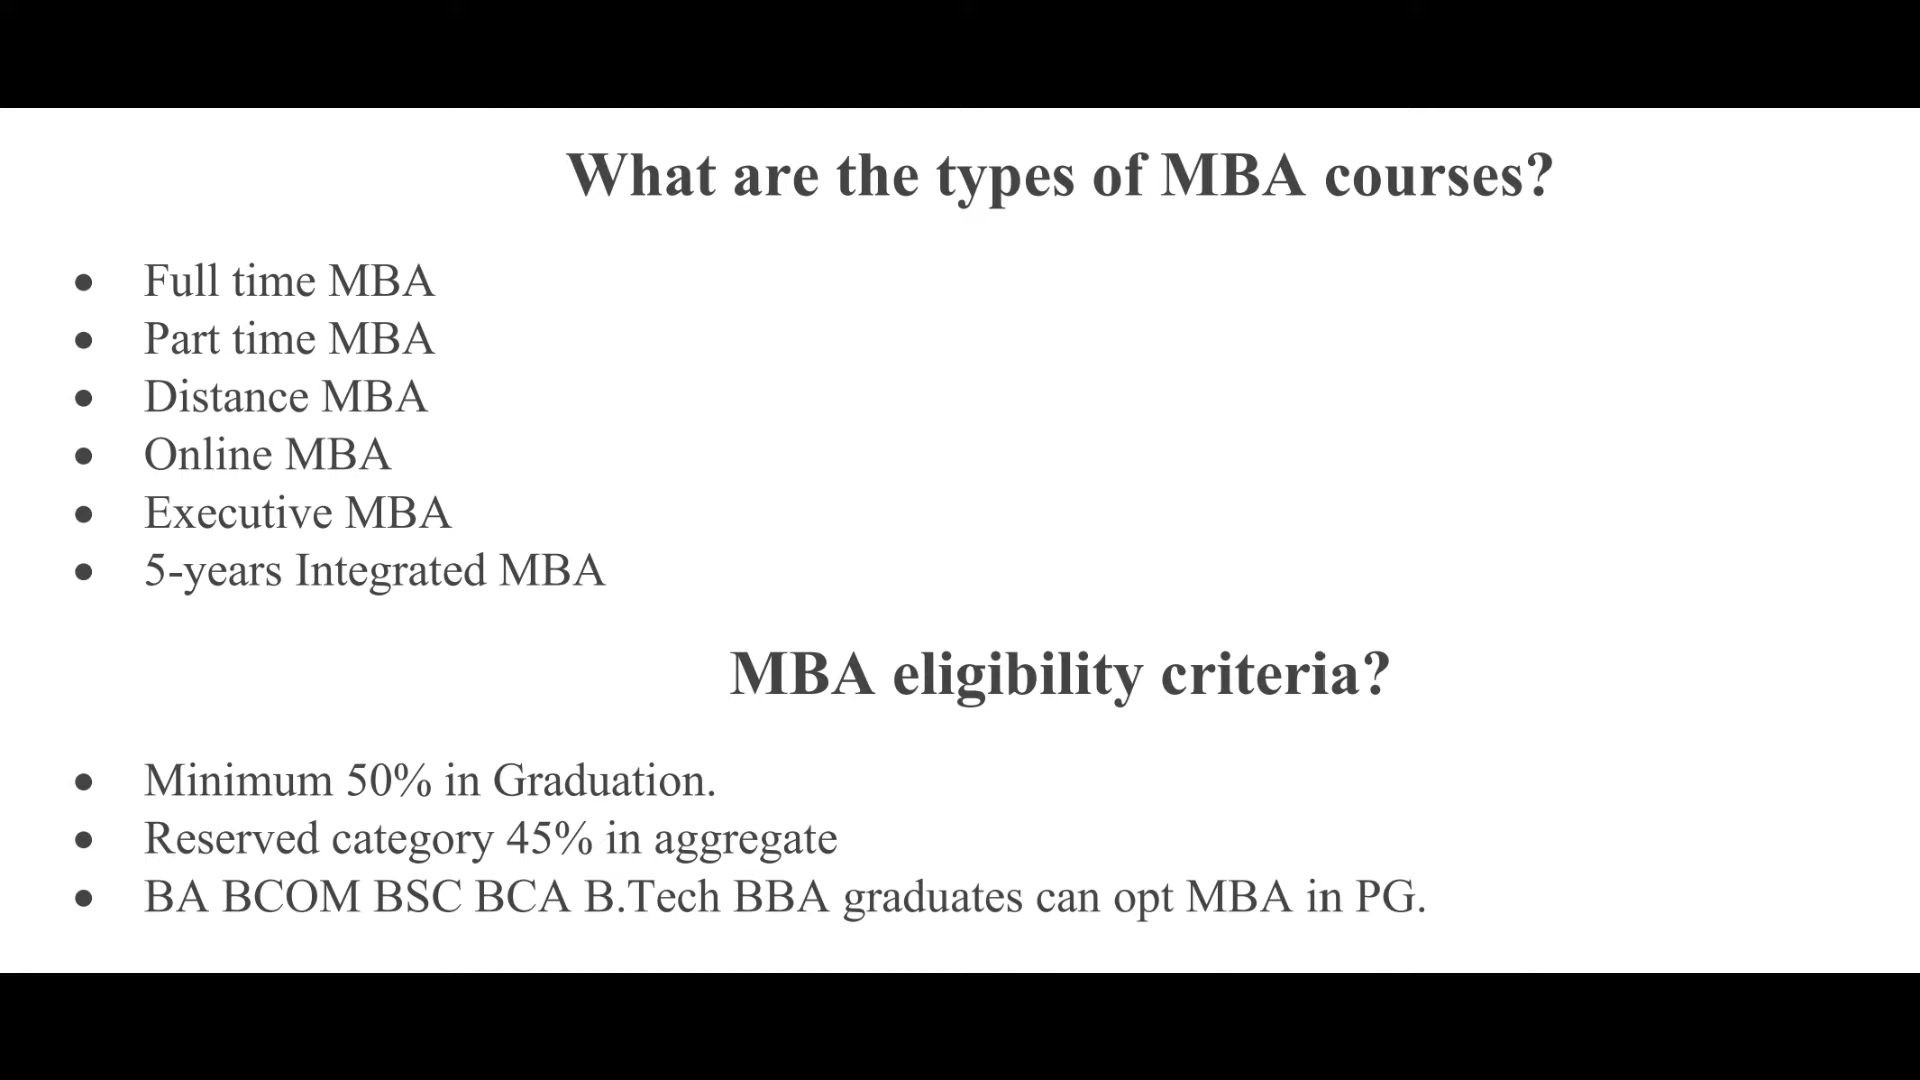 What are the types of MBA courses?
● Full time MBA
● Part time MBA
● Distance MBA
● Online MBA
● Executive MBA
● 5-years Integrated MBA
MBA eligibility criteria?
● Minimum 50% in Graduation.
● Reserved category 45% in aggregate
● BA BCOM BSC BCA B.Tech BBA graduates can opt MBA in PG.